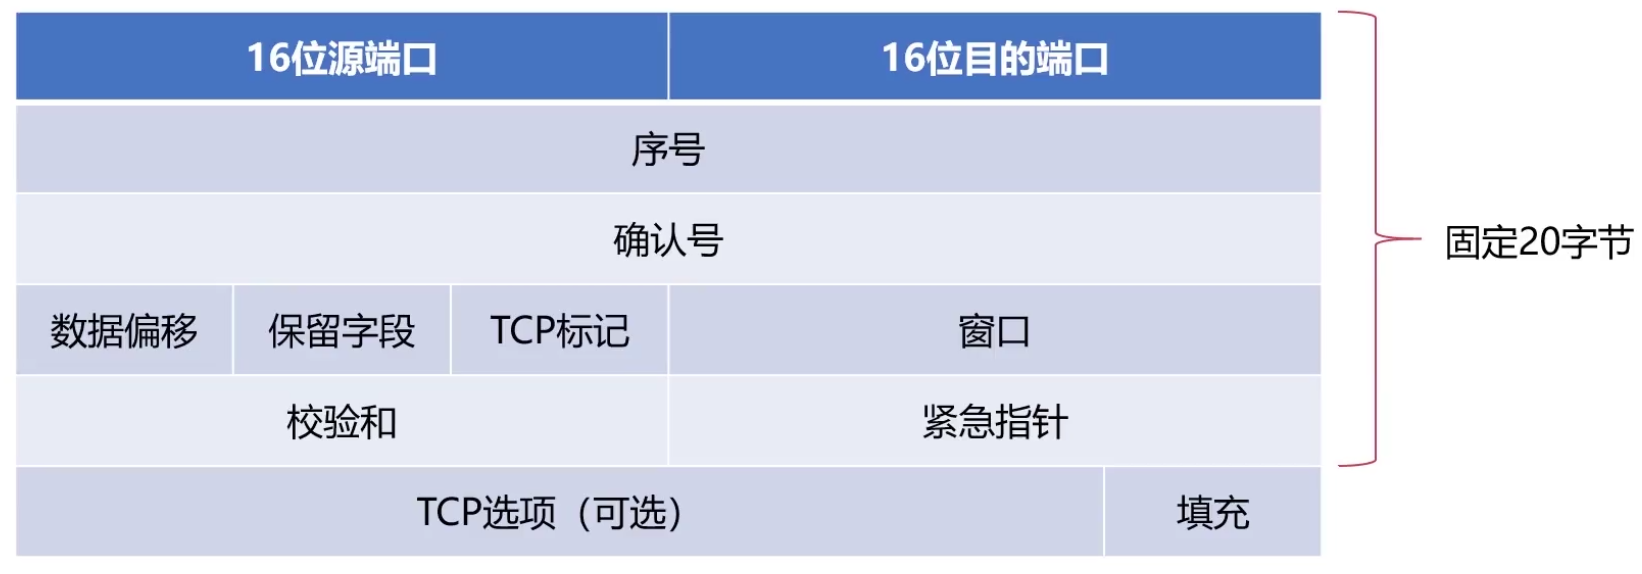 16位源端口
16位目的端口
序号
确认号
固定20字节
数据偏移
保留字段
TCP标记
窗口
校验和
紧急指针
TCP选项（可选）
填充